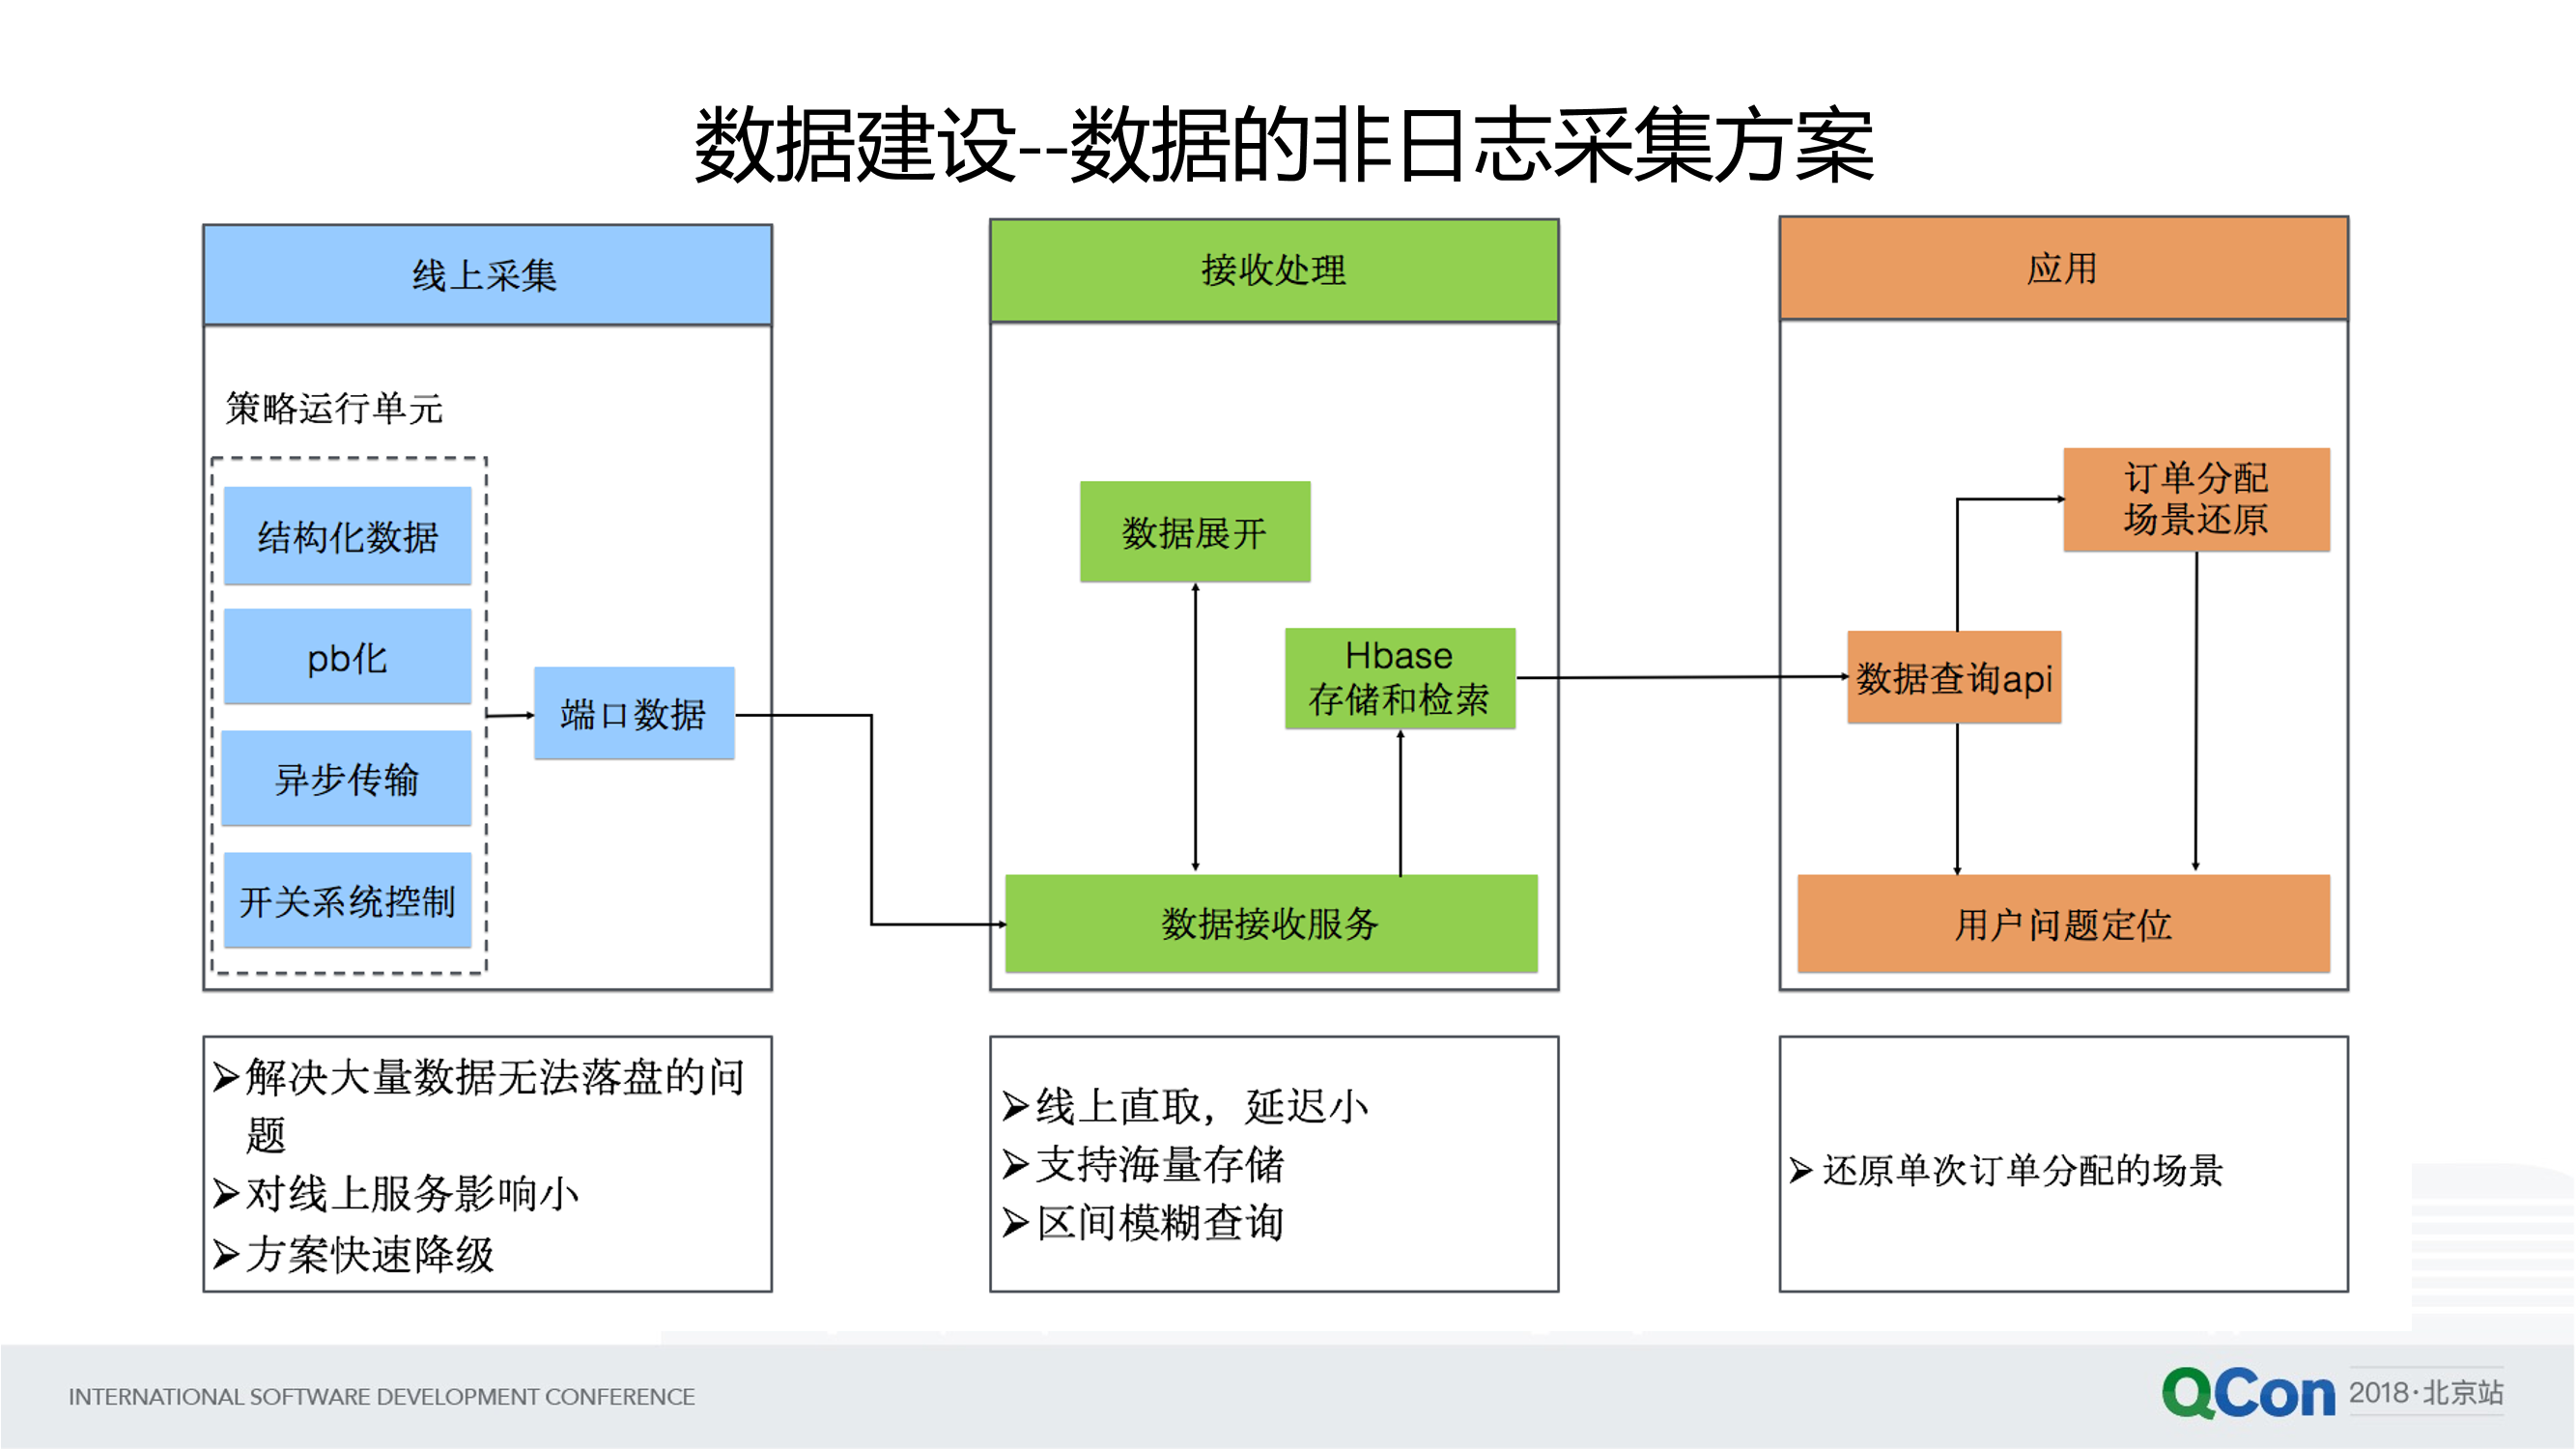 数据建设--数据的非日志采集方案
线上采集
策略运行单元
结构化数据
pb化
异步传输
开关系统控制
端口数据
接收处理
数据展开
Hbase
存储和检索
数据接收服务
应用
订单分配
场景还原
数据查询api
用户问题定位
➢解决大量数据无法落盘的问
题
➢对线上服务影响小
➢方案快速降级
➢线上直取，延迟小
➢支持海量存储
➢区间模糊查询
➢还原单次订单分配的场景
INTERNATIONAL SOFTWARE DEVELOPMENT CONFERENCE
QCon 2018·北京站